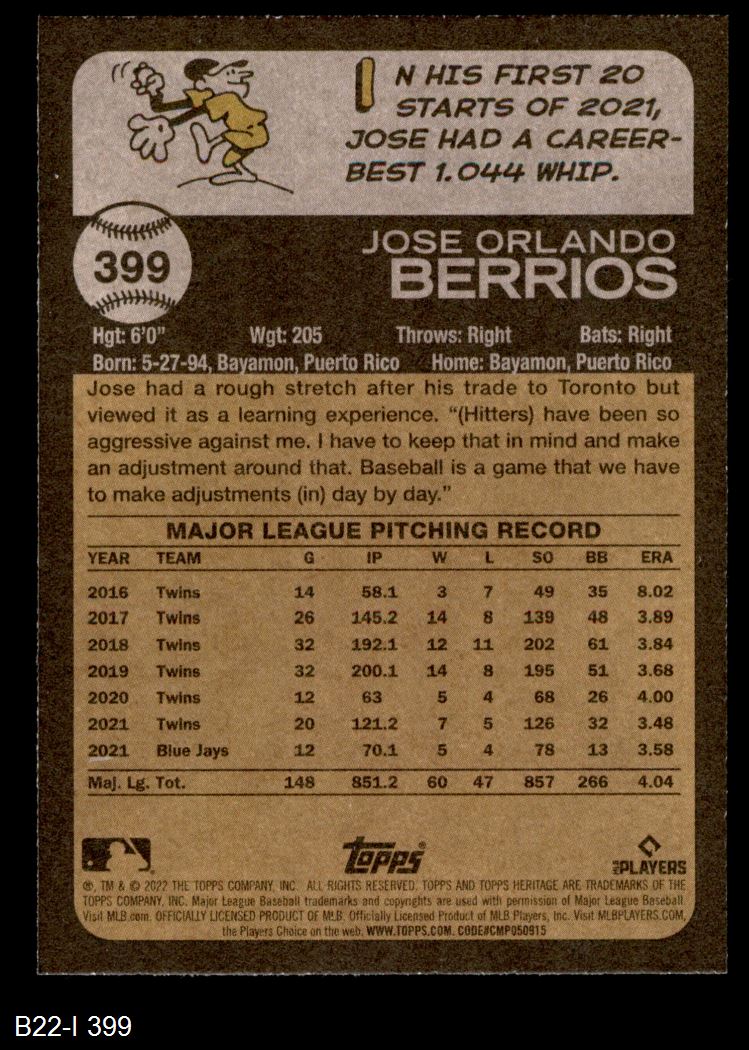 IN HIS FIRST 20
STARTS OF 2021,
JOSE HAD A CAREER-
BEST 1.044 WHIP.
399
JOSE ORLANDO
BERRIOS
Hgt: 6'0" Wgt: 205 Throws: Right Bats: Right
Born: 5-27-94, Bayamon, Puerto Rico Home: Bayamon, Puerto Rico
Jose had a rough stretch after his trade to Toronto but
viewed it as a learning experience. “(Hitters) have been so
aggressive against me. I have to keep that in mind and make
an adjustment around that. Baseball is a game that we have
to make adjustments (in) day by day.”
MAJOR LEAGUE PITCHING RECORD
YEAR TEAM G IP W L SO BB ERA
2016 Twins 14 58.1 3 7 49 35 8.02
2017 Twins 26 145.2 14 8 139 48 3.89
2018 Twins 32 192.1 12 11 202 61 3.84
2019 Twins 32 200.1 14 8 195 51 3.68
2020 Twins 12 63 5 4 68 26 4.00
2021 Twins 20 121.2 7 5 126 32 3.48
2021 Blue Jays 12 70.1 5 4 78 13 3.58
Maj. Lg. Tot. 148 851.2 60 47 857 266 4.04
Topps® MLB PLAYERS
®, TM & © 2022 THE TOPPS COMPANY, INC. ALL RIGHTS RESERVED. TOPPS AND TOPPS HERITAGE ARE TRADEMARKS OF THE
TOPPS COMPANY, INC. Major League Baseball trademarks and copyrights are used with permission of Major League Baseball.
Visit MLB.com. OFFICIALLY LICENSED PRODUCT OF MLB. Officially Licensed Product of MLB Players, Inc. Visit MLBPLAYERS.COM,
the Players Choice on the web. WWW.TOPPS.COM. CODE#CMP050915
B22-I 399